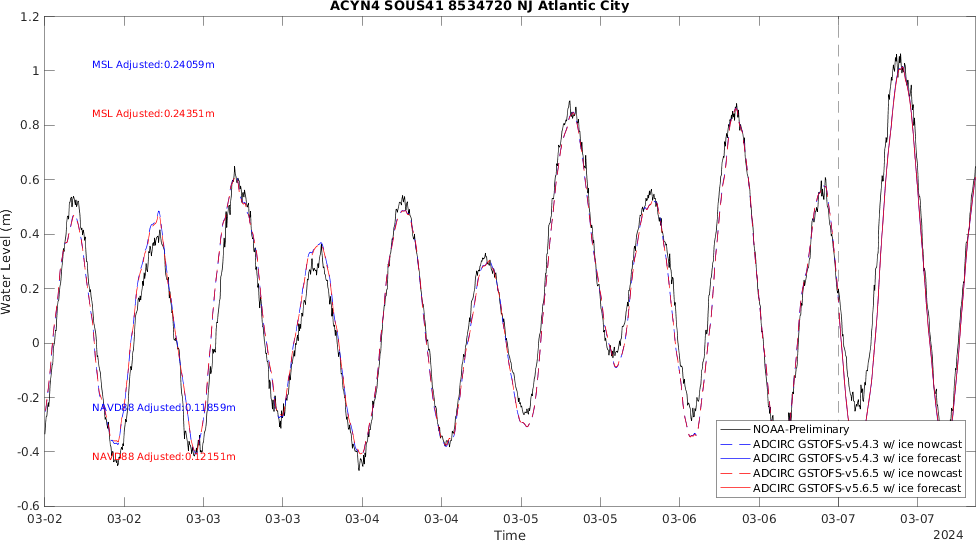 ACYN4 SOUS41 8534720 NJ Atlantic City
1.2
1
0.8
0.6
0.4
0.2
0
-0.2
-0.4
-0.6
Water Level (m)
MSL Adjusted:0.24059m
MSL Adjusted:0.24351m
NAVD88 Adjusted:0.11859m
NAVD88 Adjusted:0.12151m
NOAA-Preliminary
ADCIRC GSTOFS-v5.4.3 w/ ice nowcast
ADCIRC GSTOFS-v5.4.3 w/ ice forecast
ADCIRC GSTOFS-v5.6.5 w/ ice nowcast
ADCIRC GSTOFS-v5.6.5 w/ ice forecast
03-02 03-02 03-03 03-03 03-04 03-04 03-05 03-05 03-06 03-06 03-07 03-07
Time
2024